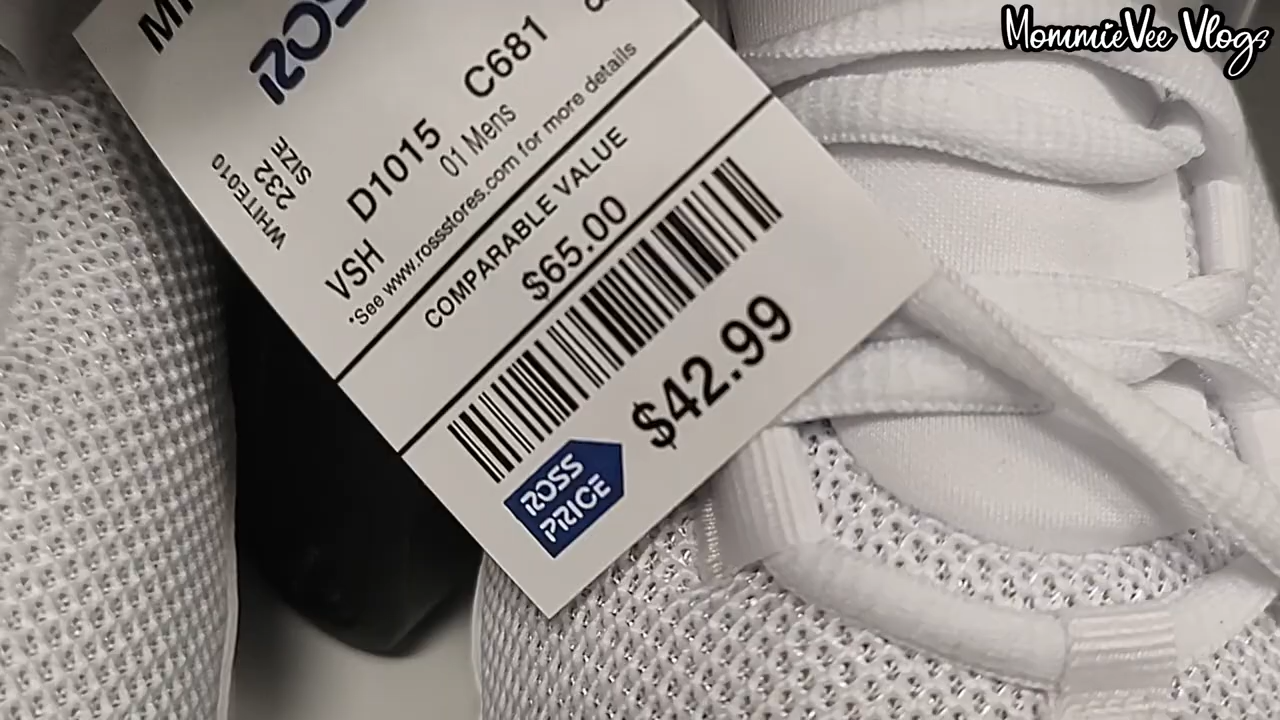 MommieVee Vlogs
ROSS
D1015 C681
01 Mens
WHITE010
232
SIZE
VSH
*See www.rossstores.com for more details
COMPARABLE VALUE
$65.00
$42.99
ROSS
PRICE